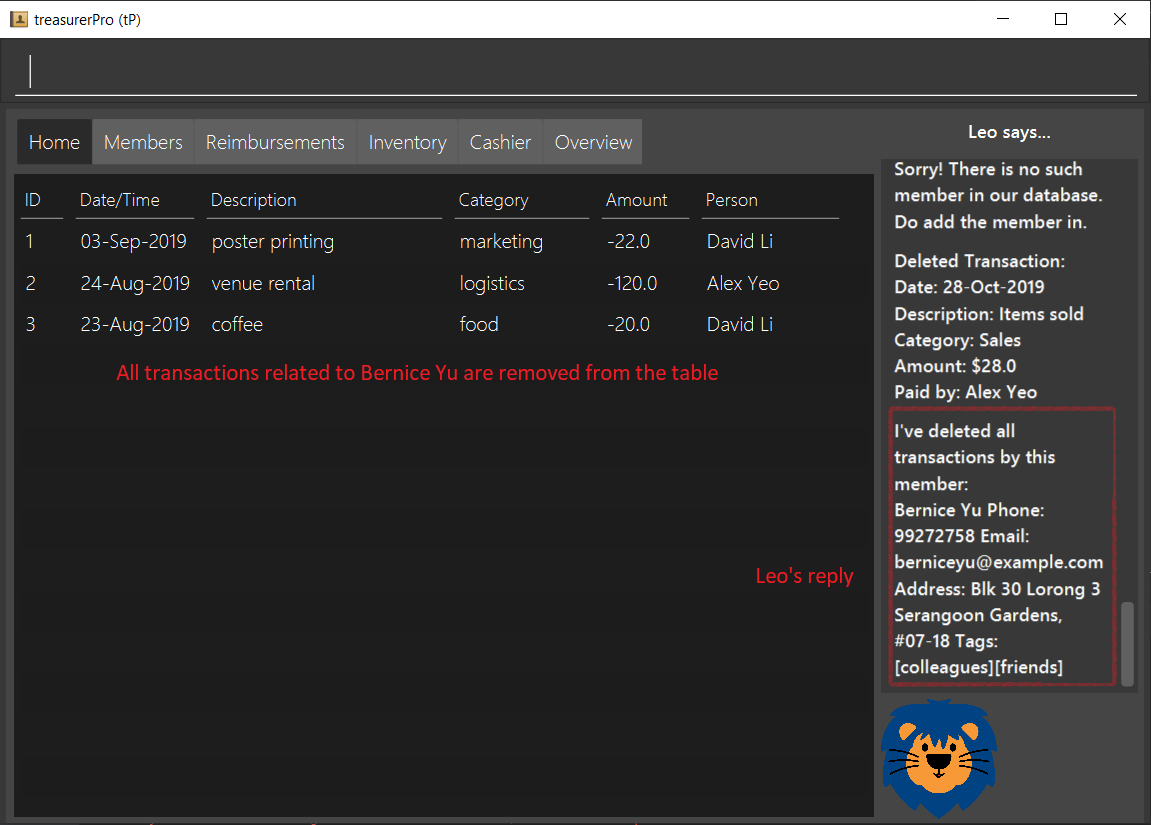 treasurerPro (tP)
Home Members Reimbursements Inventory Cashier Overview
ID Date/Time Description Category Amount Person
1 03-Sep-2019 poster printing marketing -22.0 David Li
2 24-Aug-2019 venue rental logistics -120.0 Alex Yeo
3 23-Aug-2019 coffee food -20.0 David Li
All transactions related to Bernice Yu are removed from the table
Leo's reply
Leo says...
Sorry! There is no such
member in our database.
Do add the member in.
Deleted Transaction:
Date: 28-Oct-2019
Description: Items sold
Category: Sales
Amount: $28.0
Paid by: Alex Yeo
I've deleted all
transactions by this
member:
Bernice Yu Phone:
99272758 Email:
berniceyu@example.com
Address: Blk 30 Lorong 3
Serangoon Gardens,
#07-18 Tags:
[colleagues][friends]